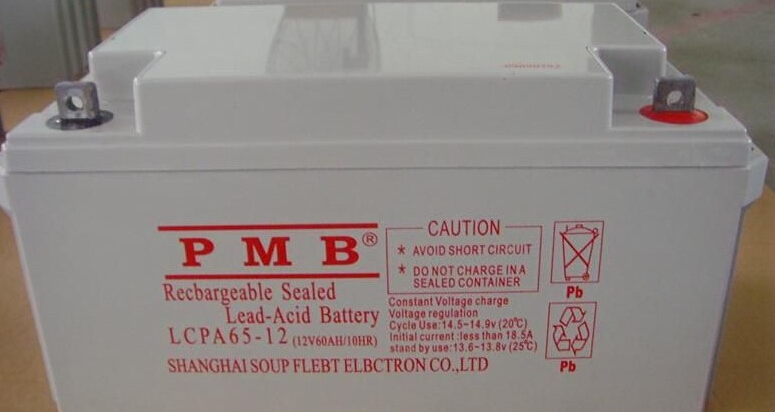 PMB®
Recbargeable Sealed
Lead-Acid Battery
LCPA65-12 (12V60AH/10HR)
SHANGHAI SOUP FLEBT ELBCTRON CO.,LTD
CAUTION
* AVOID SHORT CIRCUIT
* DO NOT CHARGE IN A
SEALED CONTAINER
Constant Voltage charge
Voltage regulation
Cycle Use:14.5-14.9v (20℃)
Initial current:less than 18.5A
stand by use:13.6-13.8v (25℃)
Pb
Pb